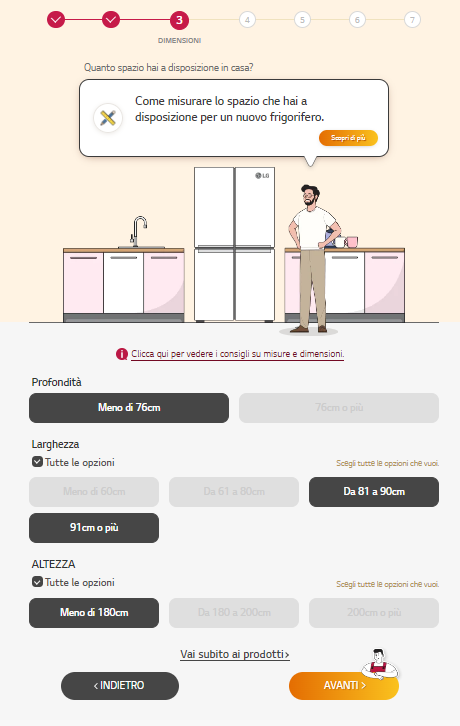 3
4
5
6
7
DIMENSIONI
Quanto spazio hai a disposizione in casa?
Come misurare lo spazio che hai a
disposizione per un nuovo frigorifero.
Scopri di più
LG
i Clicca qui per vedere i consigli su misure e dimensioni.
Profondità
Meno di 76cm
76cm o più
Larghezza
Tutte le opzioni
Scegli tutte le opzioni che vuoi.
Meno di 60cm
Da 61 a 80cm
Da 81 a 90cm
91cm o più
ALTEZZA
Tutte le opzioni
Scegli tutte le opzioni che vuoi.
Meno di 180cm
Da 180 a 200cm
200cm o più
Vai subito ai prodotti>
< INDIETRO
AVANTI >